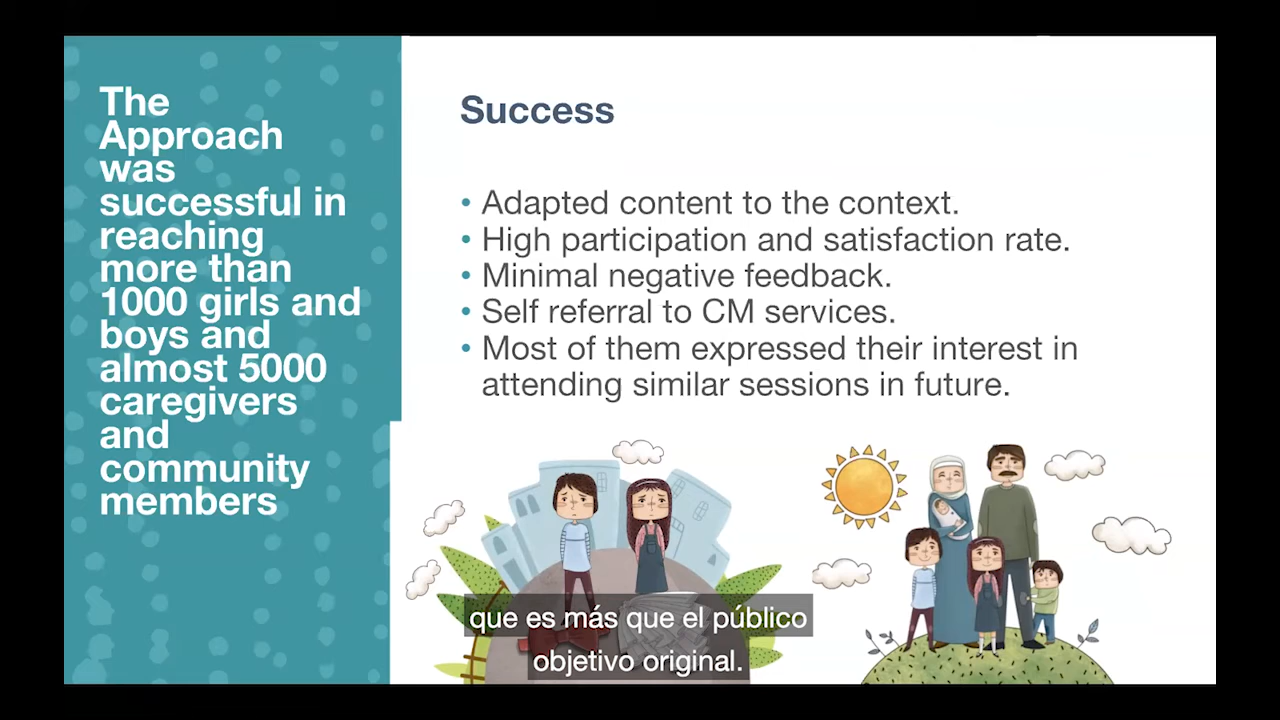 The
Approach
was
successful in
reaching
more than
1000 girls and
boys and
almost 5000
caregivers
and
community
members
Success
• Adapted content to the context.
• High participation and satisfaction rate.
• Minimal negative feedback.
• Self referral to CM services.
• Most of them expressed their interest in
attending similar sessions in future.
que es más que el público
objetivo original.